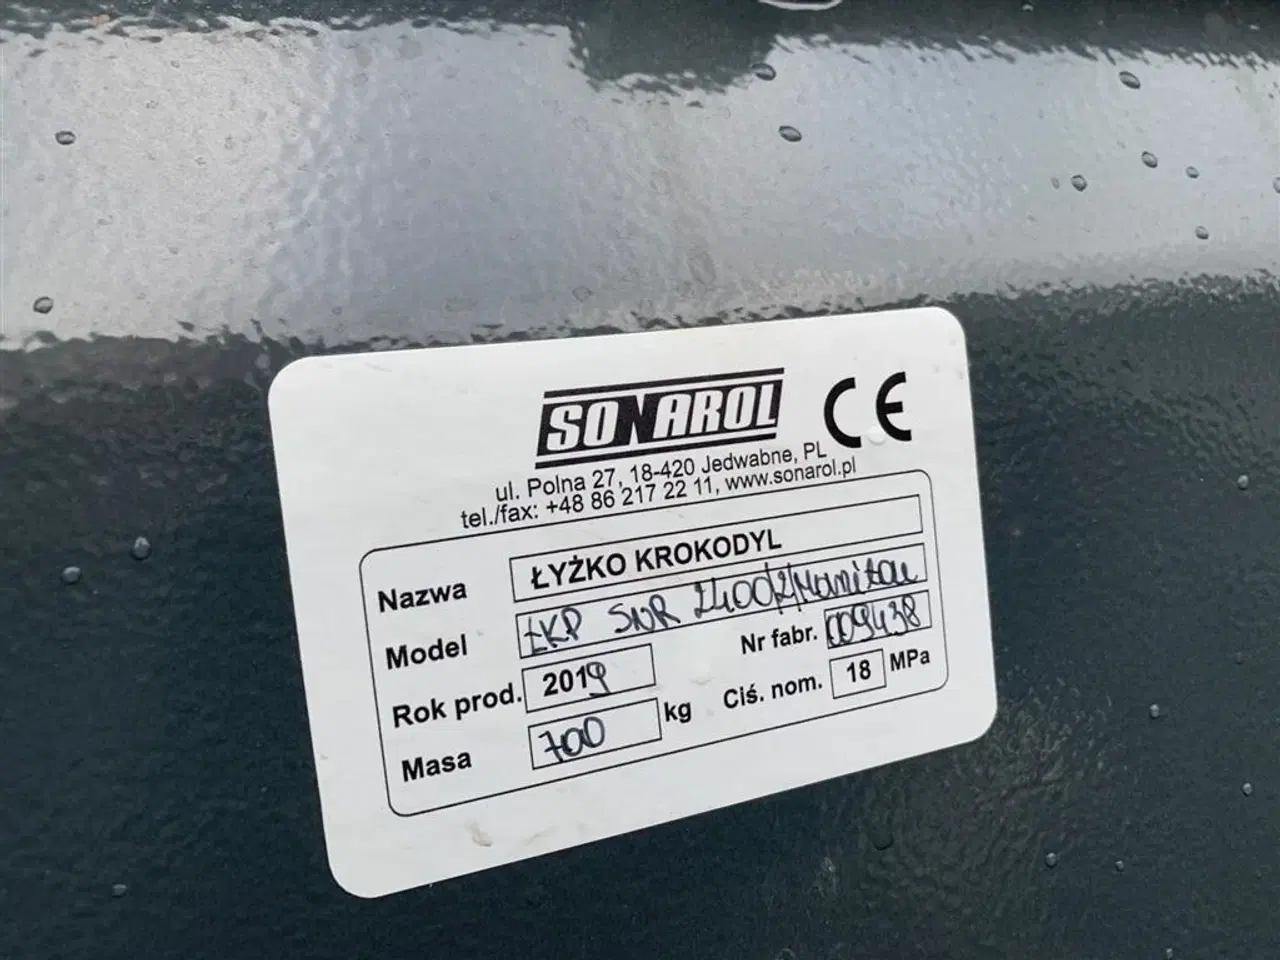 SONAROL CE
ul. Polna 27, 18-420 Jedwabne, PL
tel./fax: +48 86 217 22 11, www.sonarol.pl
Nazwa ŁYŻKO KROKODYL
Model ŁKP SNR 2400/2/Manitou
Rok prod. 2019 Nr fabr. 009438
Masa 700 kg Ciś. nom. 18 MPa